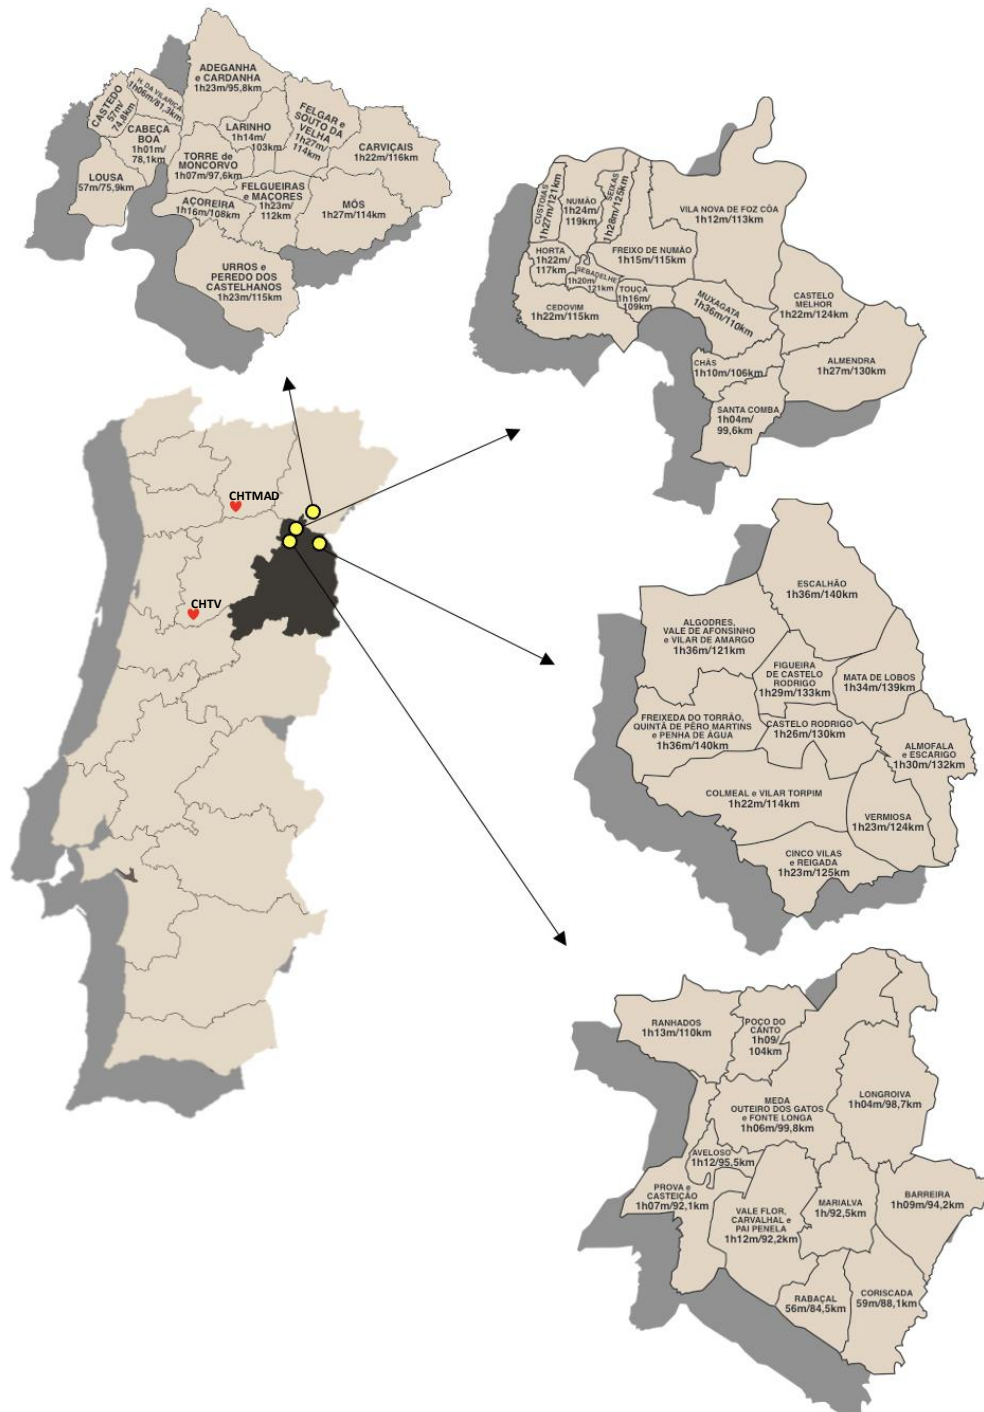 ADEGANHA
e CARDANHA
1h23m/95,8km
H. DA VILARIÇA
1h06m/81,3km
CASTEDO
57m/
74,8km
CABEÇA
BOA
1h01m/
78,1km
LARINHO
1h14m/
103km
FELGAR e
SOUTO DA
VELHA
1h27m/
114km
CARVIÇAIS
1h22m/116km
TORRE de
MONCORVO
1h07m/97,6km
LOUSA
57m/75,9km
FELGUEIRAS
e MAÇORES
1h23m/
112km
AÇOREIRA
1h16m/108km
MÓS
1h27m/114km
URROS e
PEREDO DOS
CASTELHANOS
1h23m/115km
CUSTOIAS
1h27m/121km
NUMÃO
1h24m/
119km
SEIXAS
1h28m/125km
VILA NOVA DE FOZ CÔA
1h12m/113km
HORTA
1h22m/
117km
FREIXO DE NUMÃO
1h15m/115km
SEBADELHE
1h20m/121km
TOUÇA
1h16m/
109km
CEDOVIM
1h22m/115km
MUXAGATA
1h36m/110km
CASTELO
MELHOR
1h22m/124km
CHÃS
1h10m/106km
ALMENDRA
1h27m/130km
SANTA COMBA
1h04m/
99,6km
CHTMAD
CHTV
ESCALHÃO
1h36m/140km
ALGODRES,
VALE DE AFONSINHO
e VILAR DE AMARGO
1h36m/121km
FIGUEIRA
DE CASTELO
RODRIGO
1h29m/133km
MATA DE LOBOS
1h34m/139km
FREIXEDA DO TORRÃO,
QUINTÃ DE PÊRO MARTINS
e PENHA DE ÁGUA
1h36m/140km
CASTELO RODRIGO
1h26m/130km
ALMOFALA
e ESCARIGO
1h30m/132km
COLMEAL e VILAR TORPIM
1h22m/114km
VERMIOSA
1h23m/124km
CINCO VILAS
e REIGADA
1h23m/125km
RANHADOS
1h13m/110km
POÇO DO
CANTO
1h09/
104km
LONGROIVA
1h04m/98,7km
MEDA
OUTEIRO DOS GATOS
e FONTE LONGA
1h06m/99,8km
AVELOSO
1h12/95,5km
PROVA e
CASTEIÇÃO
1h07m/92,1km
VALE FLOR,
CARVALHAL e
PAI PENELA
1h12m/92,2km
MARIALVA
1h/92,5km
BARREIRA
1h09m/94,2km
RABAÇAL
56m/84,5km
CORISCADA
59m/88,1km